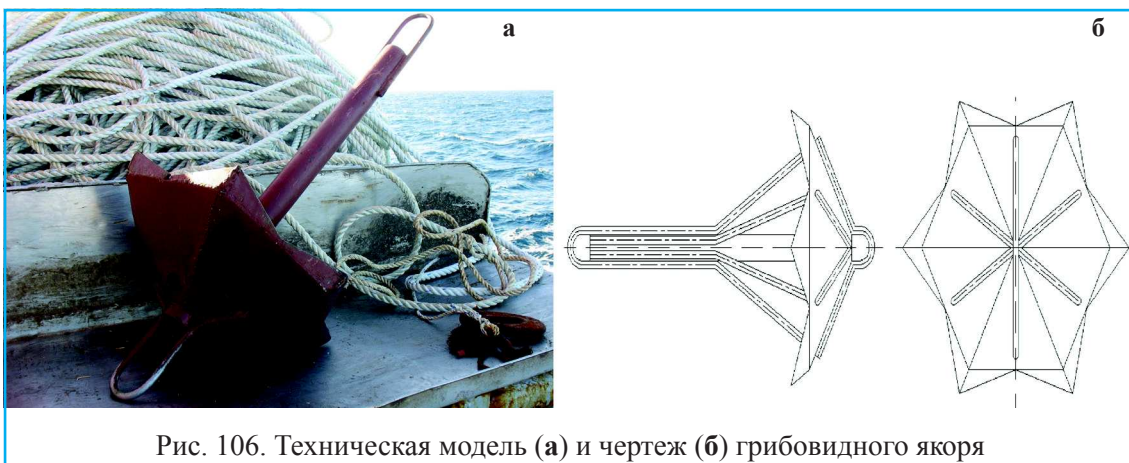 а
б
Рис. 106. Техническая модель (а) и чертеж (б) грибовидного якоря